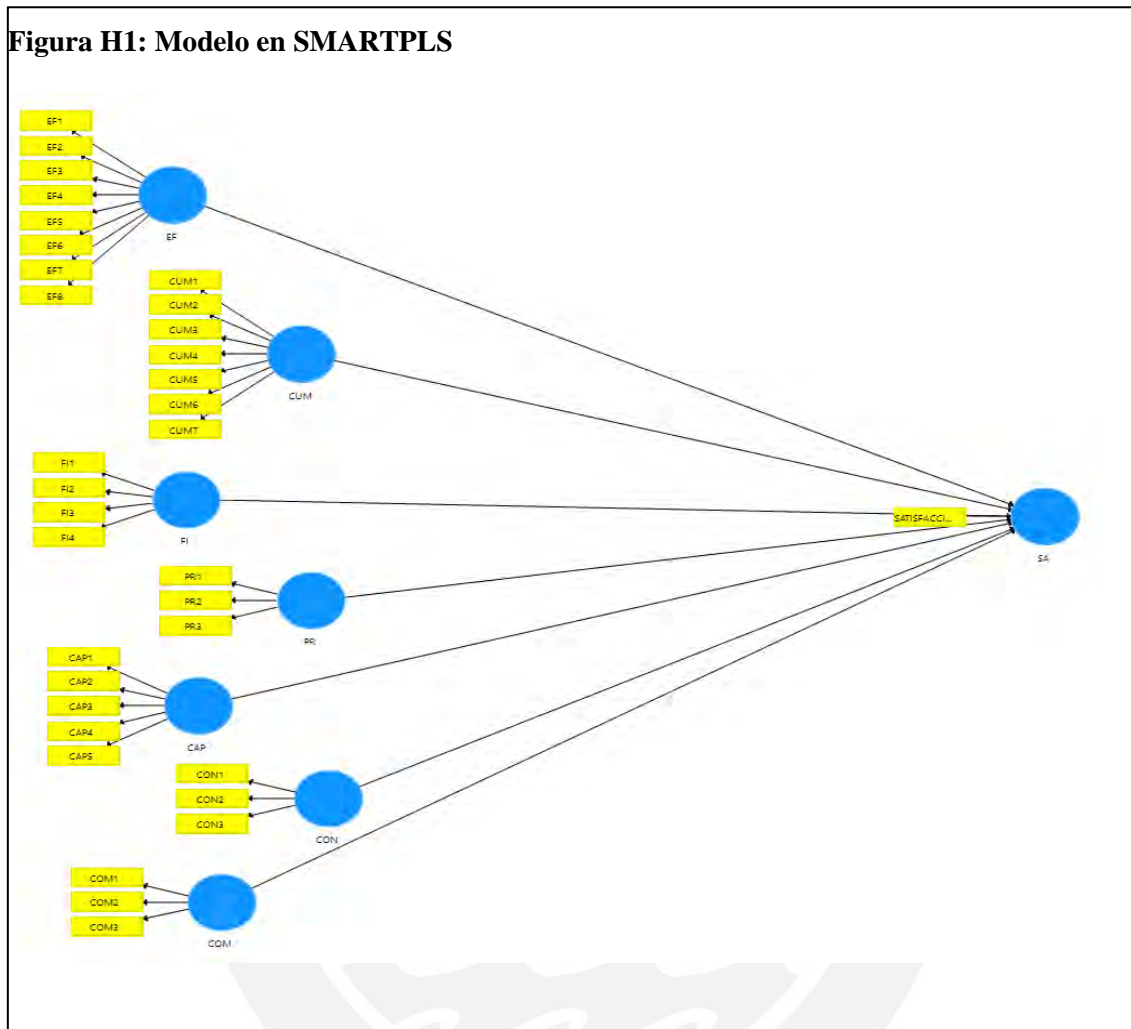 Figura H1: Modelo en SMARTPLS
EF1
EF2
EF3
EF4
EF5
EF6
EF7
EF8
EF
CUM1
CUM2
CUM3
CUM4
CUM5
CUM6
CUM7
CUM
FI1
FI2
FI3
FI4
FI
SATISFACCI...
SA
PR1
PR2
PR3
PR
CAP1
CAP2
CAP3
CAP4
CAP5
CAP
CON1
CON2
CON3
CON
COM1
COM2
COM3
COM